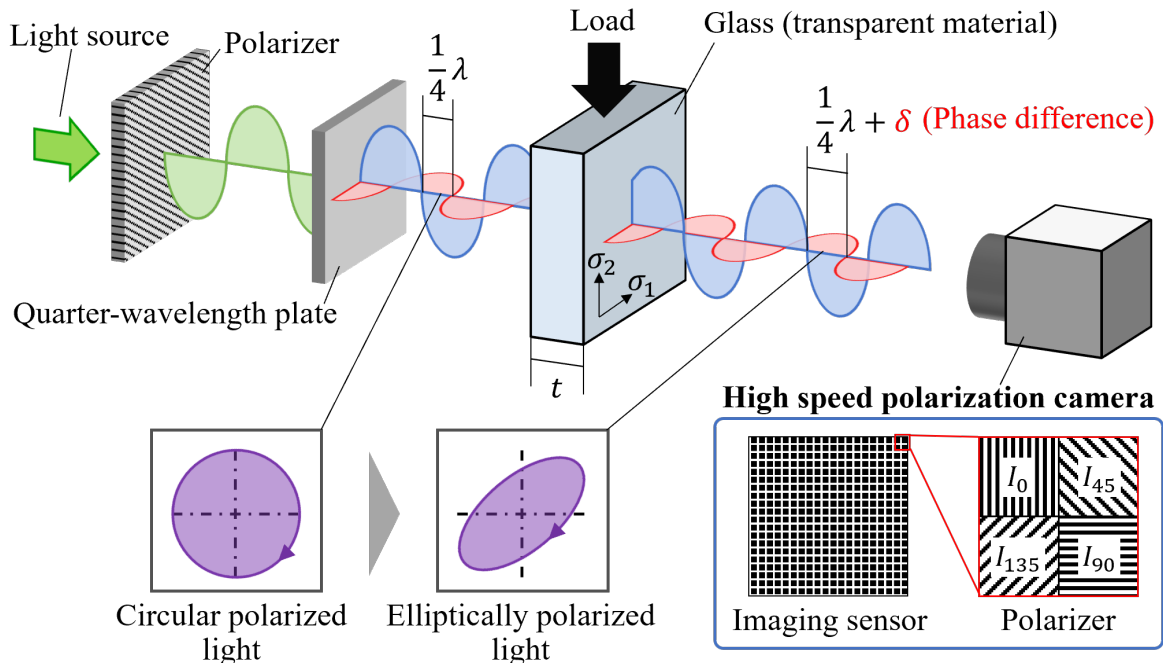 Light source
Polarizer
1/4 λ
Load
Glass (transparent material)
1/4 λ + δ (Phase difference)
Quarter-wavelength plate
σ₂
σ₁
t
High speed polarization camera
I₀
I₄₅
I₁₃₅
I₉₀
Imaging sensor
Polarizer
Circular polarized
light
Elliptically polarized
light